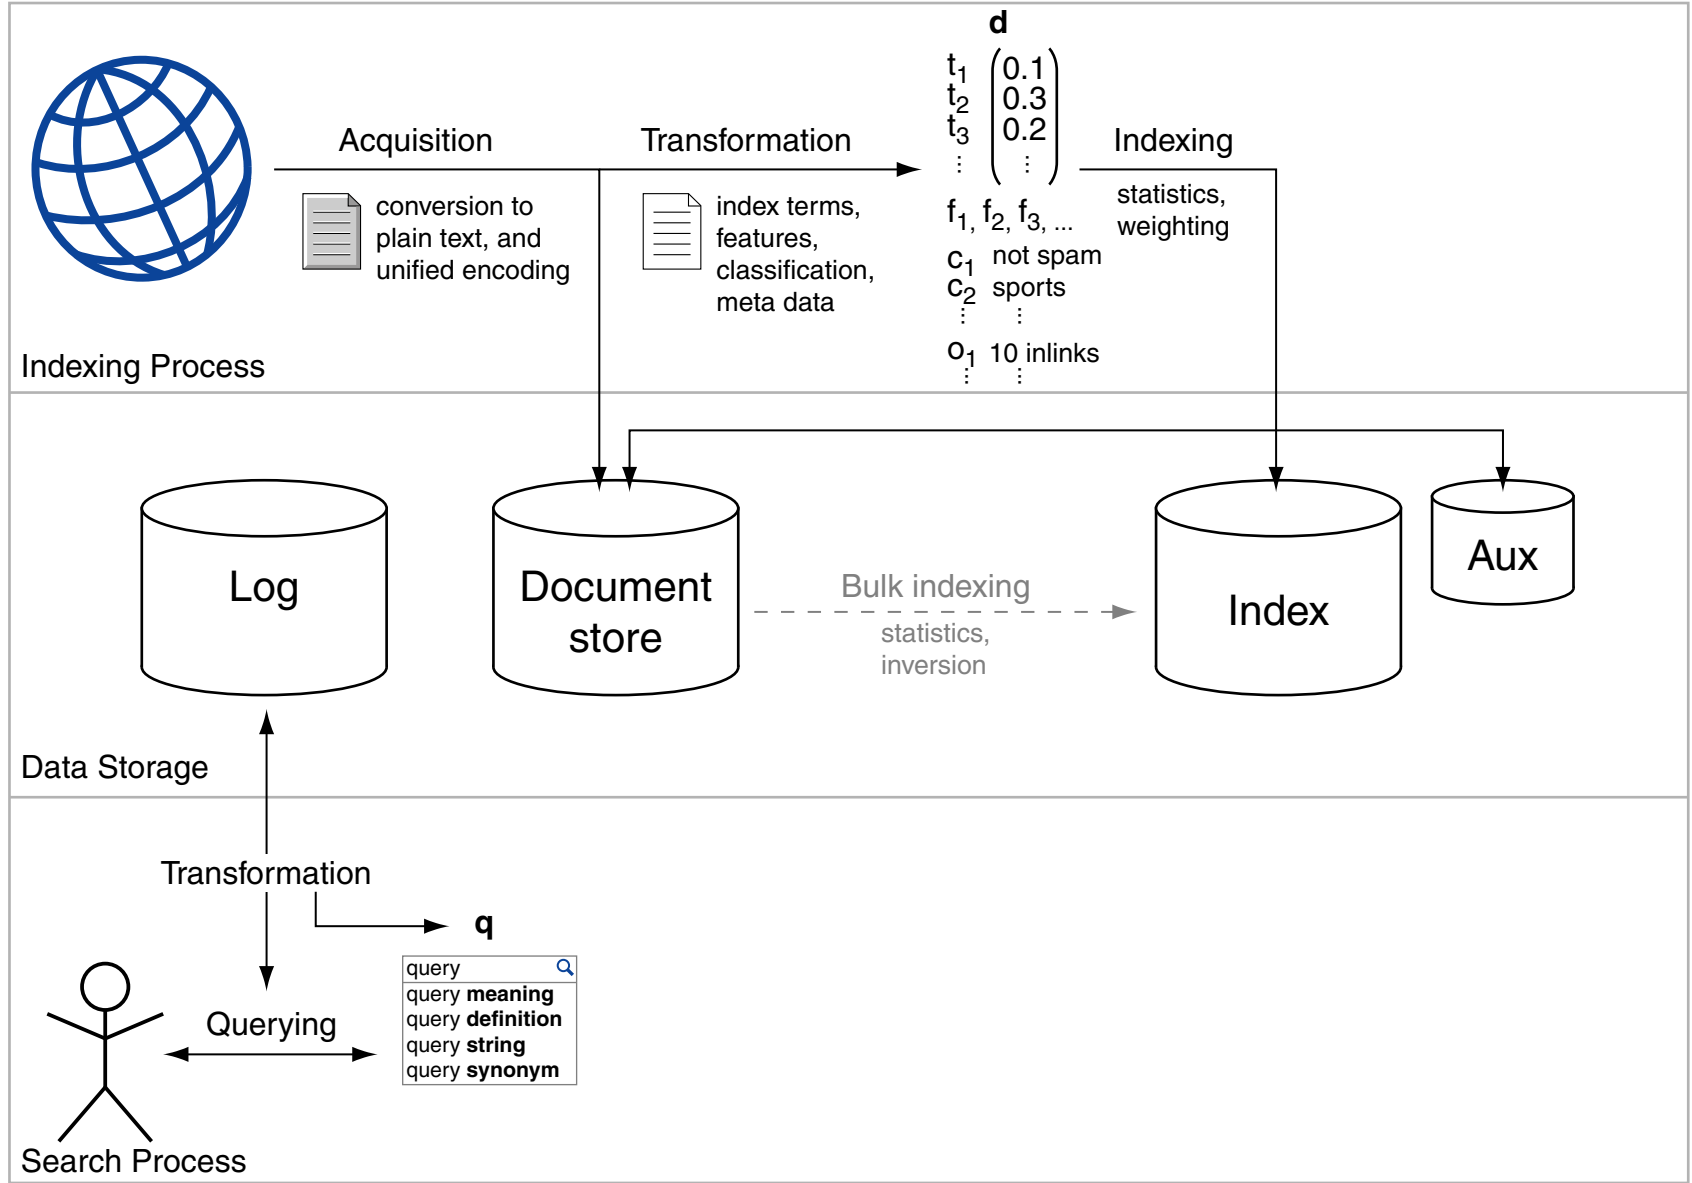 d
t1 0.1
t2 0.3
t3 0.2
⋮ ⋮
f1, f2, f3, ...
c1 not spam
c2 sports
⋮ ⋮
o1 10 inlinks
⋮ ⋮
Acquisition
conversion to
plain text, and
unified encoding
Transformation
index terms,
features,
classification,
meta data
Indexing
statistics,
weighting
Indexing Process
Log
Document
store
Bulk indexing
statistics,
inversion
Index
Aux
Data Storage
Transformation
q
query
query meaning
query definition
query string
query synonym
Querying
Search Process